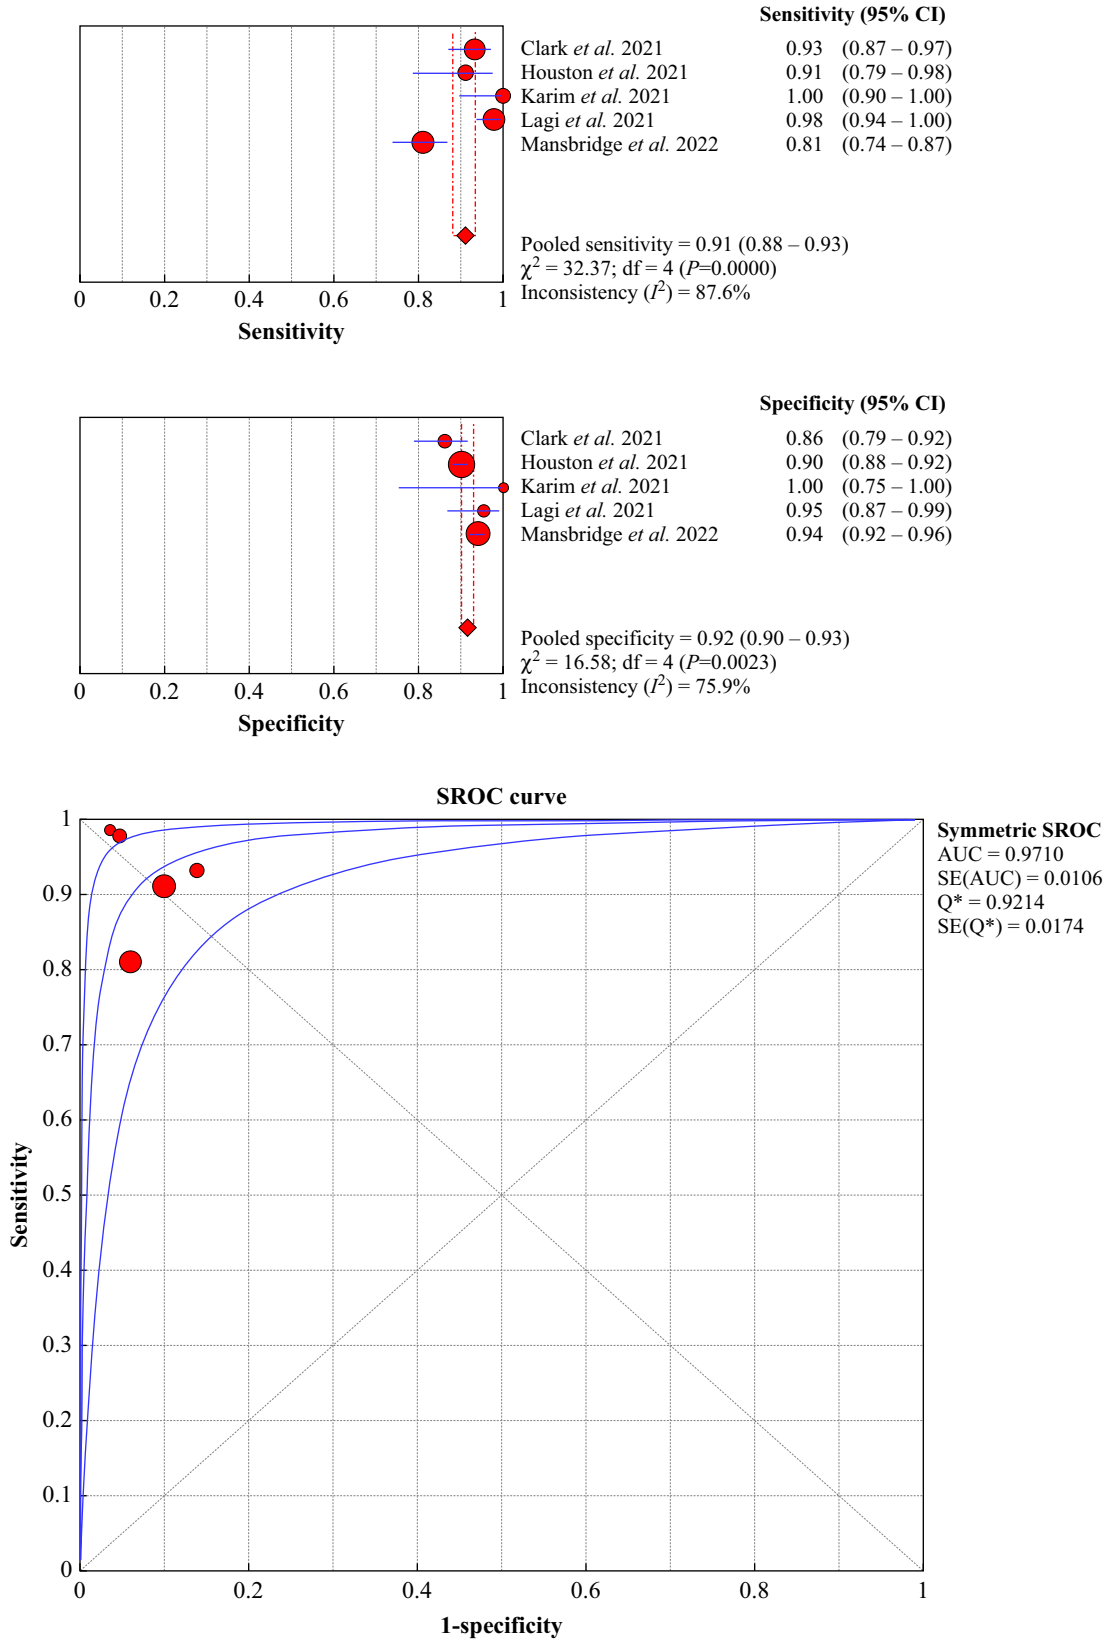 Sensitivity (95% CI)
Clark et al. 2021 0.93 (0.87 – 0.97)
Houston et al. 2021 0.91 (0.79 – 0.98)
Karim et al. 2021 1.00 (0.90 – 1.00)
Lagi et al. 2021 0.98 (0.94 – 1.00)
Mansbridge et al. 2022 0.81 (0.74 – 0.87)
Pooled sensitivity = 0.91 (0.88 – 0.93)
χ² = 32.37; df = 4 (P=0.0000)
Inconsistency (I²) = 87.6%
0 0.2 0.4 0.6 0.8 1
Sensitivity
Specificity (95% CI)
Clark et al. 2021 0.86 (0.79 – 0.92)
Houston et al. 2021 0.90 (0.88 – 0.92)
Karim et al. 2021 1.00 (0.75 – 1.00)
Lagi et al. 2021 0.95 (0.87 – 0.99)
Mansbridge et al. 2022 0.94 (0.92 – 0.96)
Pooled specificity = 0.92 (0.90 – 0.93)
χ² = 16.58; df = 4 (P=0.0023)
Inconsistency (I²) = 75.9%
0 0.2 0.4 0.6 0.8 1
Specificity
SROC curve
1
0.9
0.8
0.7
0.6
0.5
0.4
0.3
0.2
0.1
0
Sensitivity
0 0.2 0.4 0.6 0.8 1
1-specificity
Symmetric SROC
AUC = 0.9710
SE(AUC) = 0.0106
Q* = 0.9214
SE(Q*) = 0.0174